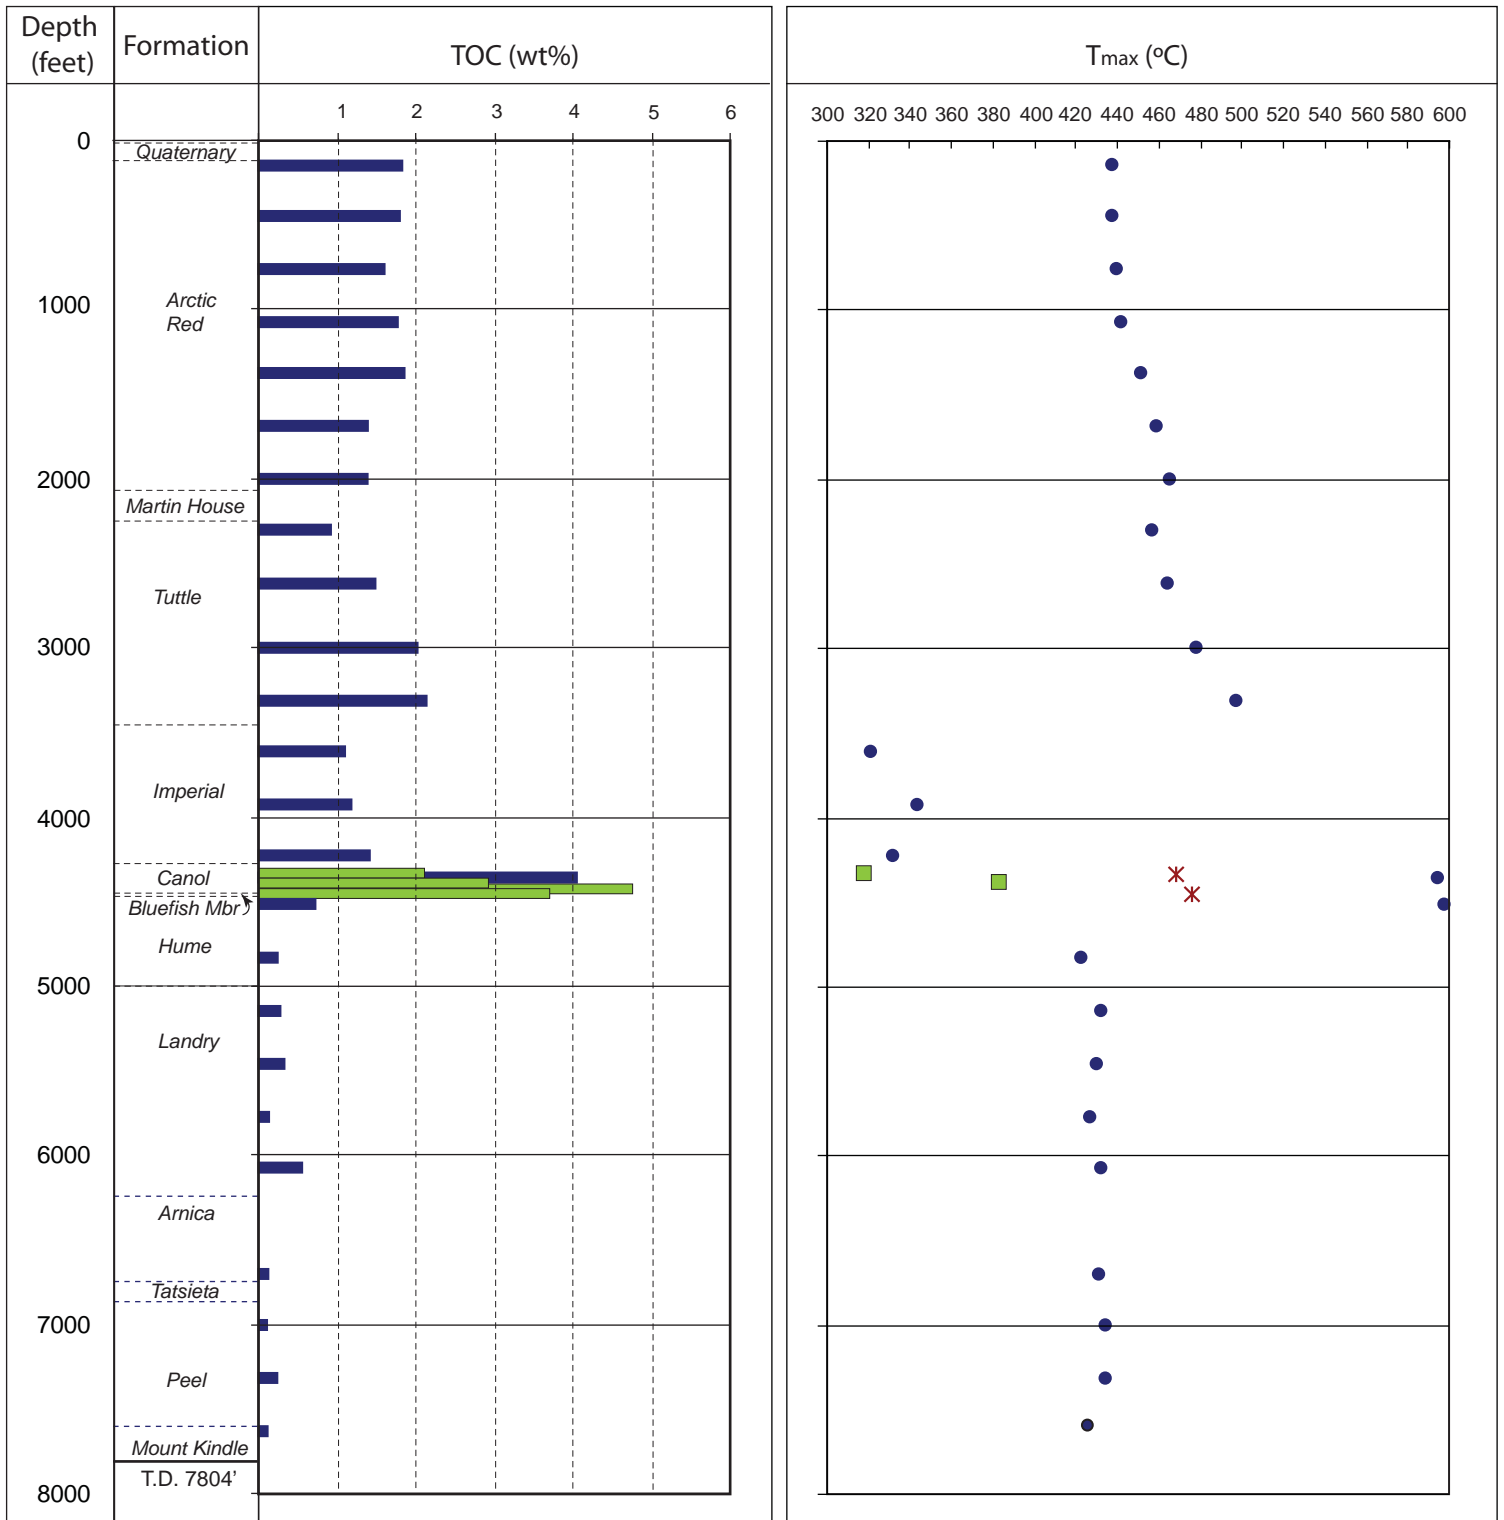 Depth
(feet)
Formation
TOC (wt%)
Tmax (ºC)
1 2 3 4 5 6
300 320 340 360 380 400 420 440 460 480 500 520 540 560 580 600
0
Quaternary
1000
Arctic
Red
2000
Martin House
Tuttle
3000
Imperial
4000
Canol
Bluefish Mbr
Hume
5000
Landry
6000
Arnica
Tatsieta
7000
Peel
Mount Kindle
T.D. 7804’
8000